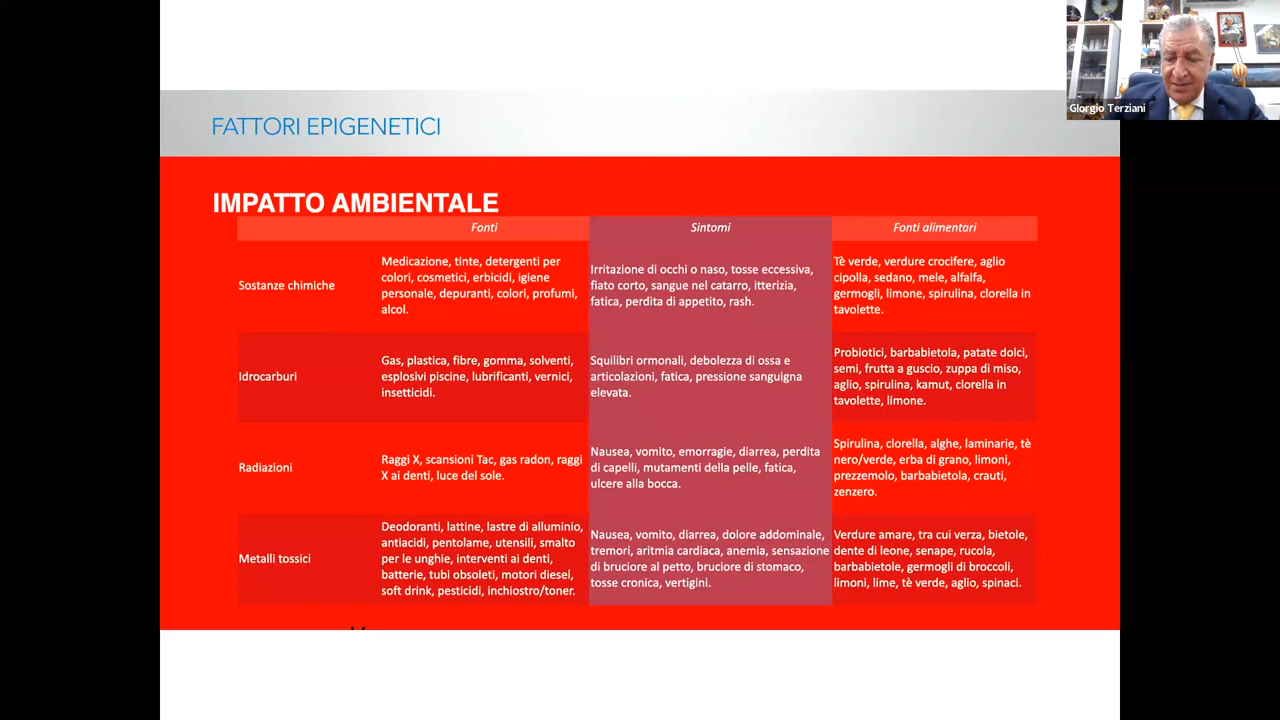 GIorgio Terziani
FATTORI EPIGENETICI
IMPATTO AMBIENTALE
Fonti
Sintomi
Fonti alimentari
Sostanze chimiche
Medicazione, tinte, detergenti per
colori, cosmetici, erbicidi, igiene
personale, depuranti, colori, profumi,
alcol.
Irritazione di occhi o naso, tosse eccessiva,
fiato corto, sangue nel catarro, itterizia,
fatica, perdita di appetito, rash.
Tè verde, verdure crocifere, aglio
cipolla, sedano, mele, alfalfa,
germogli, limone, spirulina, clorella in
tavolette.
Idrocarburi
Gas, plastica, fibre, gomma, solventi,
esplosivi piscine, lubrificanti, vernici,
insetticidi.
Squilibri ormonali, debolezza di ossa e
articolazioni, fatica, pressione sanguigna
elevata.
Probiotici, barbabietola, patate dolci,
semi, frutta a guscio, zuppa di miso,
aglio, spirulina, kamut, clorella in
tavolette, limone.
Radiazioni
Raggi X, scansioni Tac, gas radon, raggi
X ai denti, luce del sole.
Nausea, vomito, emorragie, diarrea, perdita
di capelli, mutamenti della pelle, fatica,
ulcere alla bocca.
Spirulina, clorella, alghe, laminarie, tè
nero/verde, erba di grano, limoni,
prezzemolo, barbabietola, crauti,
zenzero.
Metalli tossici
Deodoranti, lattine, lastre di alluminio,
antiacidi, pentolame, utensili, smalto
per le unghie, interventi ai denti,
batterie, tubi obsoleti, motori diesel,
soft drink, pesticidi, inchiostro/toner.
Nausea, vomito, diarrea, dolore addominale,
tremori, aritmia cardiaca, anemia, sensazione
di bruciore al petto, bruciore di stomaco,
tosse cronica, vertigini.
Verdure amare, tra cui verza, bietole,
dente di leone, senape, rucola,
barbabietole, germogli di broccoli,
limoni, lime, tè verde, aglio, spinaci.